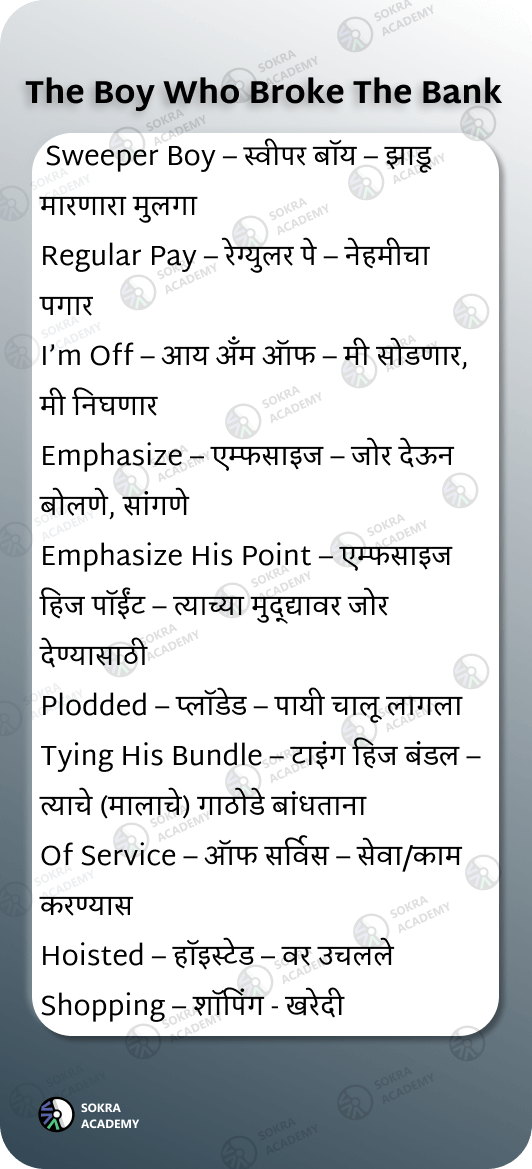 The Boy Who Broke The Bank
Sweeper Boy – स्वीपर बॉय – झाडू
मारणारा मुलगा
Regular Pay – रेग्युलर पे – नेहमीचा
पगार
I’m Off – आय अँम ऑफ – मी सोडणार,
मी निघणार
Emphasize – एम्फसाइज – जोर देऊन
बोलणे, सांगणे
Emphasize His Point – एम्फसाइज
हिज पॉईंट – त्याच्या मुद्द्यावर जोर
देण्यासाठी
Plodded – प्लॉडेड – पायी चालू लागला
Tying His Bundle – टाइंग हिज बंडल –
त्याचे (मालाचे) गाठोडे बांधताना
Of Service – ऑफ सर्विस – सेवा/काम
करण्यास
Hoisted – हॉइस्टेड – वर उचलले
Shopping – शॉपिंग - खरेदी
SOKRA
ACADEMY